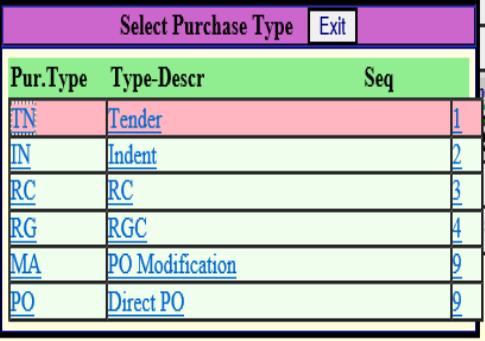 Select Purchase Type Exit
Pur.Type Type-Descr Seq
TN Tender 1
IN Indent 2
RC RC 3
RG RGC 4
MA PO Modification 9
PO Direct PO 9